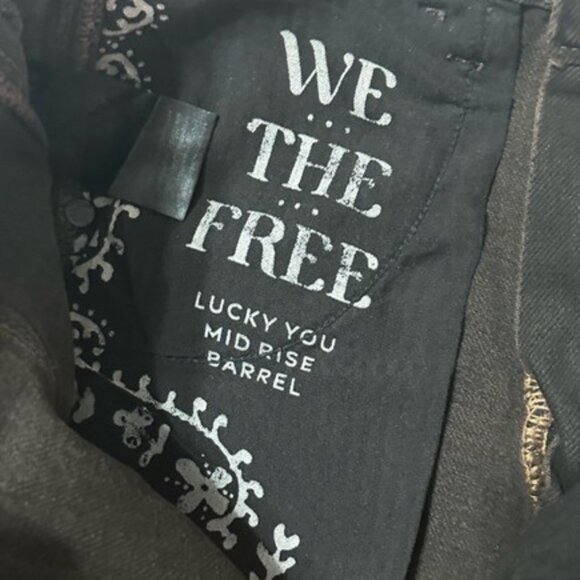 WE
THE
FREE
LUCKY YOU
MID RISE
BARREL